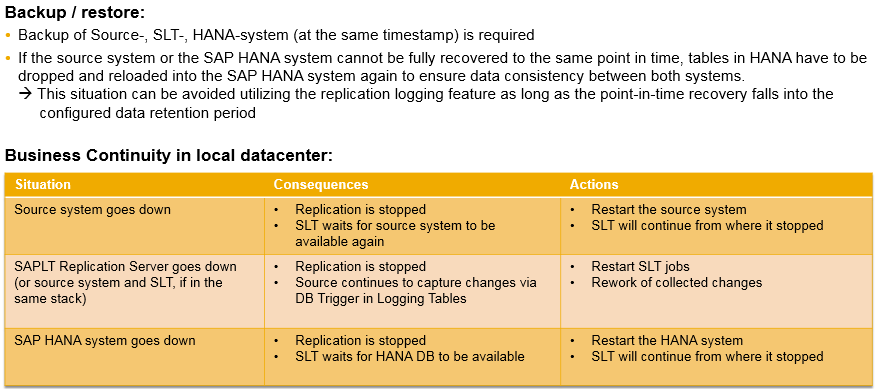 Backup / restore:
▪ Backup of Source-, SLT-, HANA-system (at the same timestamp) is required
▪ If the source system or the SAP HANA system cannot be fully recovered to the same point in time, tables in HANA have to be
dropped and reloaded into the SAP HANA system again to ensure data consistency between both systems.
→ This situation can be avoided utilizing the replication logging feature as long as the point-in-time recovery falls into the
configured data retention period
Business Continuity in local datacenter:
Situation Consequences Actions
Source system goes down
• Replication is stopped
• SLT waits for source system to be
available again
• Restart the source system
• SLT will continue from where it stopped
SAPLT Replication Server goes down
(or source system and SLT, if in the
same stack)
• Replication is stopped
• Source continues to capture changes via
DB Trigger in Logging Tables
• Restart SLT jobs
• Rework of collected changes
SAP HANA system goes down
• Replication is stopped
• SLT waits for HANA DB to be available
• Restart the HANA system
• SLT will continue from where it stopped